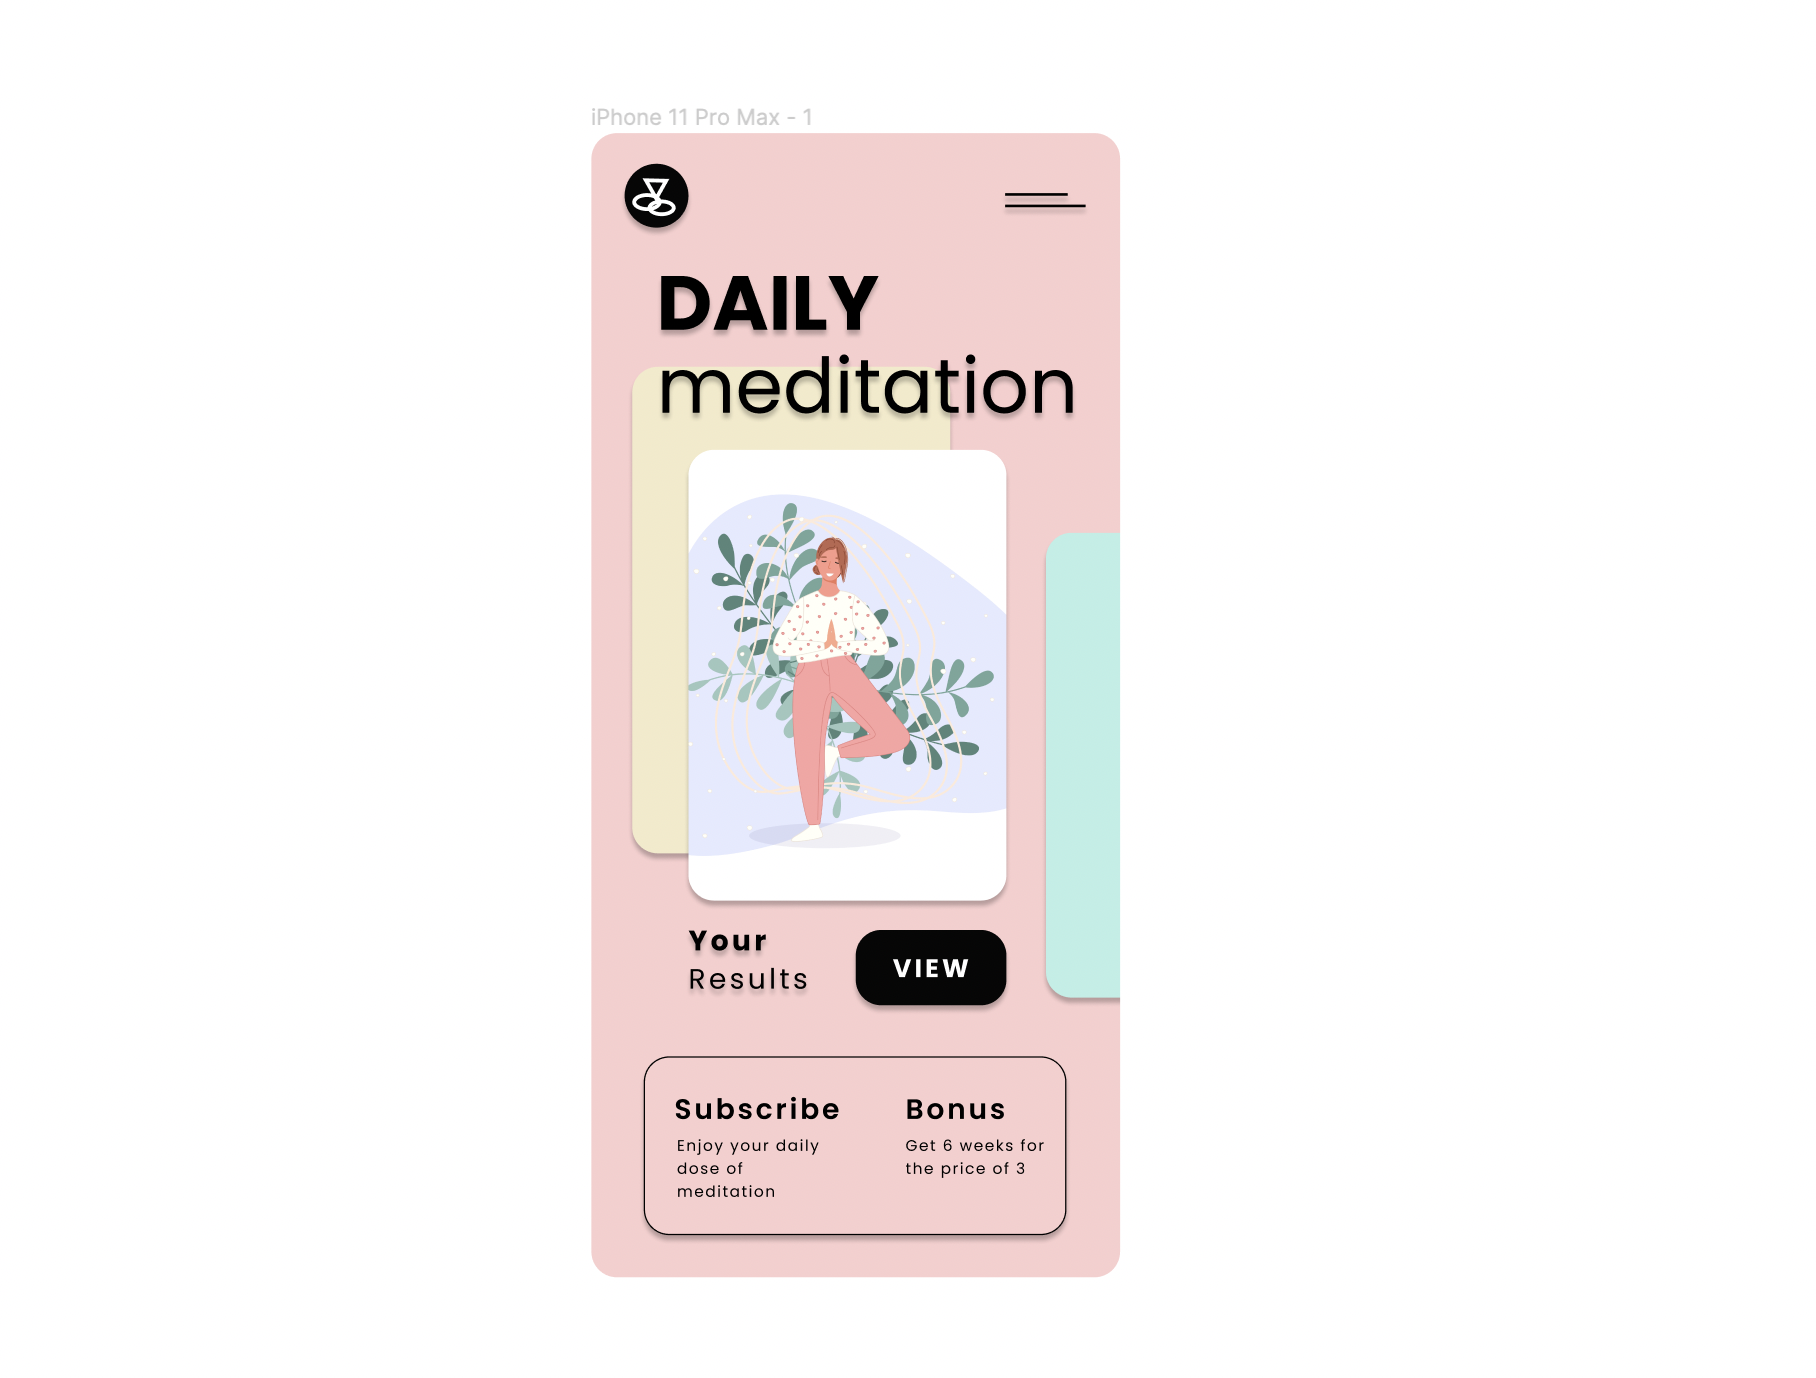 iPhone 11 Pro Max - 1
DAILY
meditation
Your
Results
VIEW
Subscribe
Enjoy your daily
dose of
meditation
Bonus
Get 6 weeks for
the price of 3